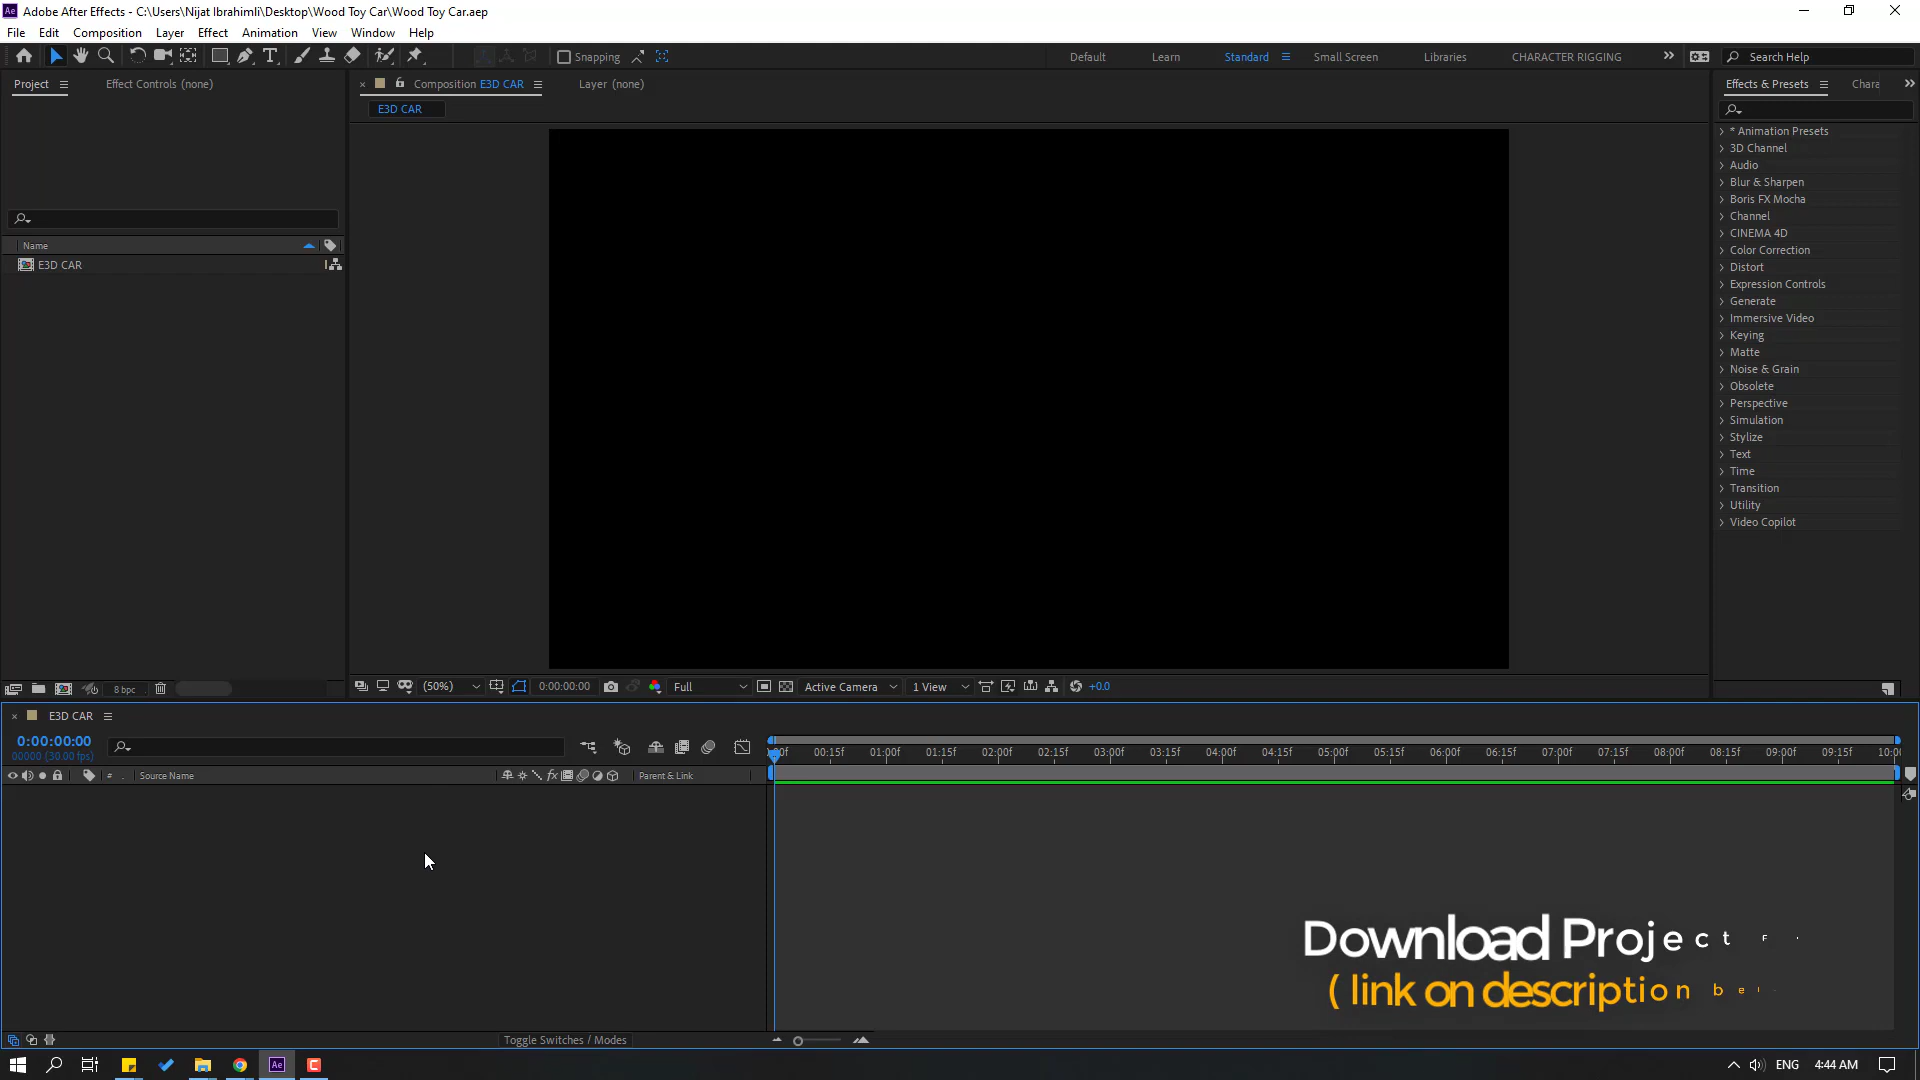 Adobe After Effects - C:\Users\Nijat Ibrahimli\Desktop\Wood Toy Car\Wood Toy Car.aep
File Edit Composition Layer Effect Animation View Window Help
Snapping
Default Learn Standard Small Screen Libraries CHARACTER RIGGING Search Help
Project Effect Controls (none) Composition E3D CAR Layer (none) Effects & Presets Chara
E3D CAR
* Animation Presets
3D Channel
Audio
Blur & Sharpen
Boris FX Mocha
Channel
CINEMA 4D
Color Correction
Distort
Expression Controls
Generate
Immersive Video
Keying
Matte
Noise & Grain
Obsolete
Perspective
Simulation
Stylize
Text
Time
Transition
Utility
Video Copilot
Name
E3D CAR
8 bpc
(50%) 0:00:00:00 Full Active Camera 1 View +0.0
E3D CAR
0:00:00:00
00000 (30.00 fps)
:00f 00:15f 01:00f 01:15f 02:00f 02:15f 03:00f 03:15f 04:00f 04:15f 05:00f 05:15f 06:00f 06:15f 07:00f 07:15f 08:00f 08:15f 09:00f 09:15f 10:00
# . Source Name fx Parent & Link
Download Project F
( link on description be
Toggle Switches / Modes
Ae C ENG 4:44 AM